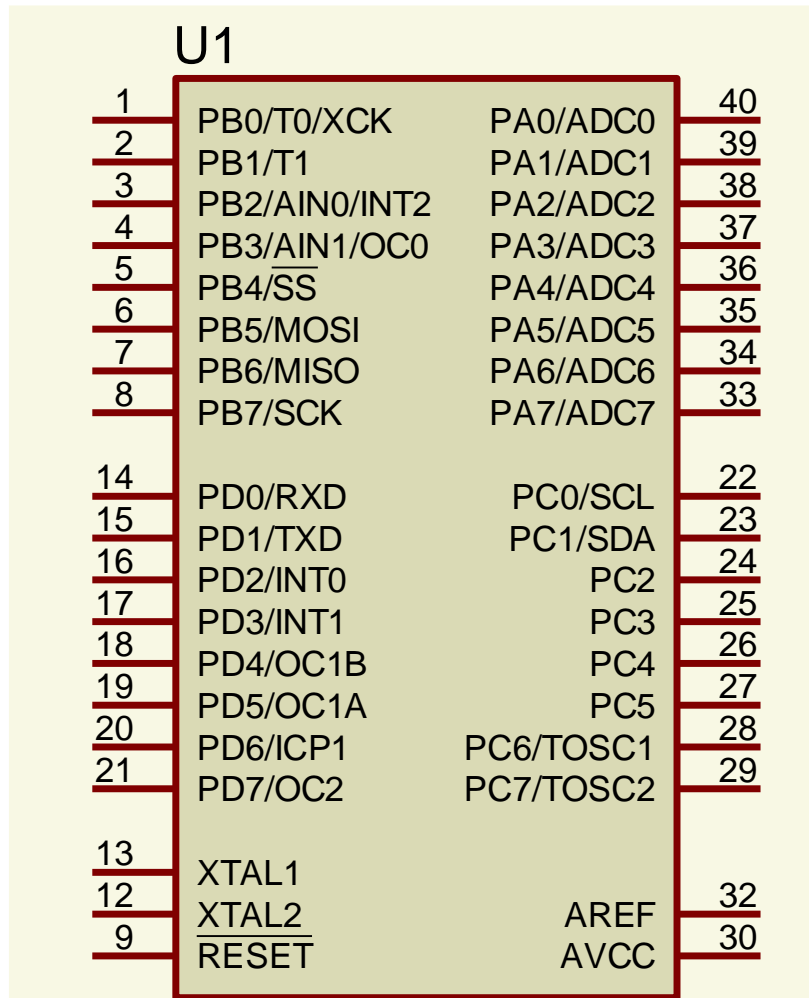 U1
1 PB0/T0/XCK PA0/ADC0 40
2 PB1/T1 PA1/ADC1 39
3 PB2/AIN0/INT2 PA2/ADC2 38
4 PB3/AIN1/OC0 PA3/ADC3 37
5 PB4/S̅S̅ PA4/ADC4 36
6 PB5/MOSI PA5/ADC5 35
7 PB6/MISO PA6/ADC6 34
8 PB7/SCK PA7/ADC7 33
14 PD0/RXD PC0/SCL 22
15 PD1/TXD PC1/SDA 23
16 PD2/INT0 PC2 24
17 PD3/INT1 PC3 25
18 PD4/OC1B PC4 26
19 PD5/OC1A PC5 27
20 PD6/ICP1 PC6/TOSC1 28
21 PD7/OC2 PC7/TOSC2 29
13 XTAL1
12 XTAL2 AREF 32
9 R̅E̅S̅E̅T̅ AVCC 30